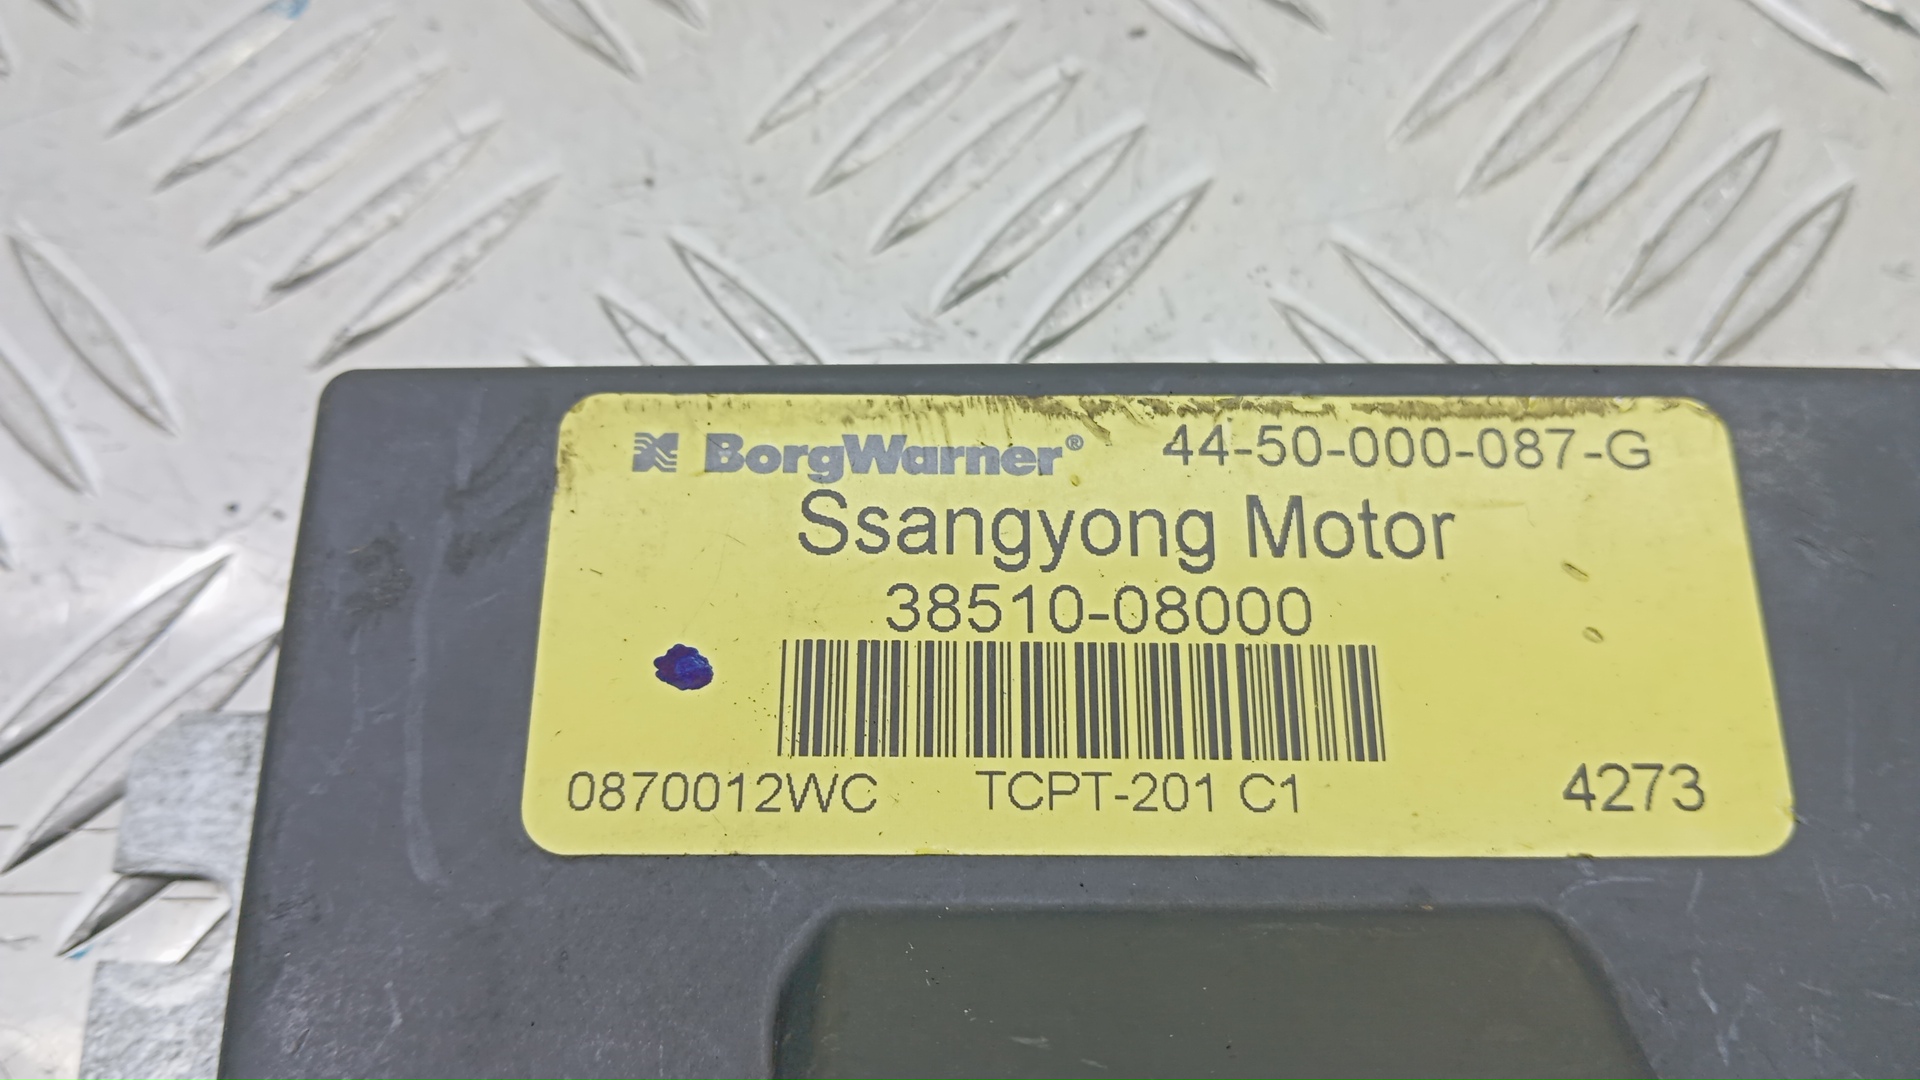 BorgWarner® 44-50-000-087-G
Ssangyong Motor
38510-08000
0870012WC TCPT-201 C1 4273